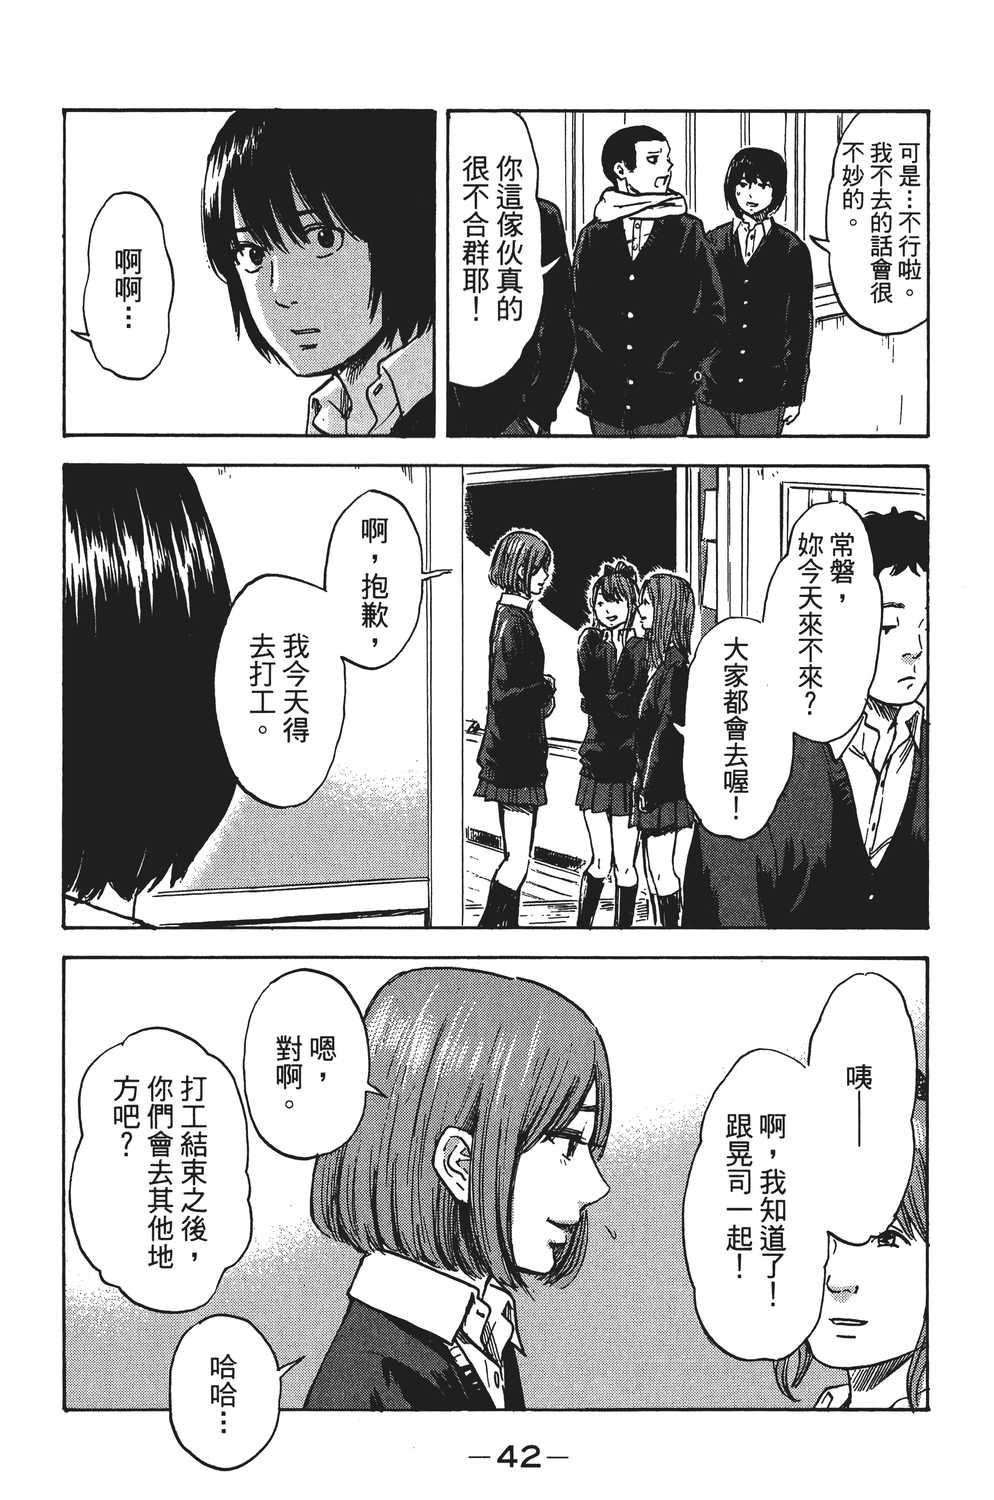 可是…不行啦。
我不去的話會很
不妙的。
你這傢伙真的
很不合群耶！
啊啊…
常磐，
妳今天來不來？
大家都會去喔！
啊，抱歉，
我今天得
去打工。
咦——
啊，我知道了！
跟晃司一起！
嗯，
對啊。
打工結束之後，
你們會去其他地
方吧？
哈哈…
—42—